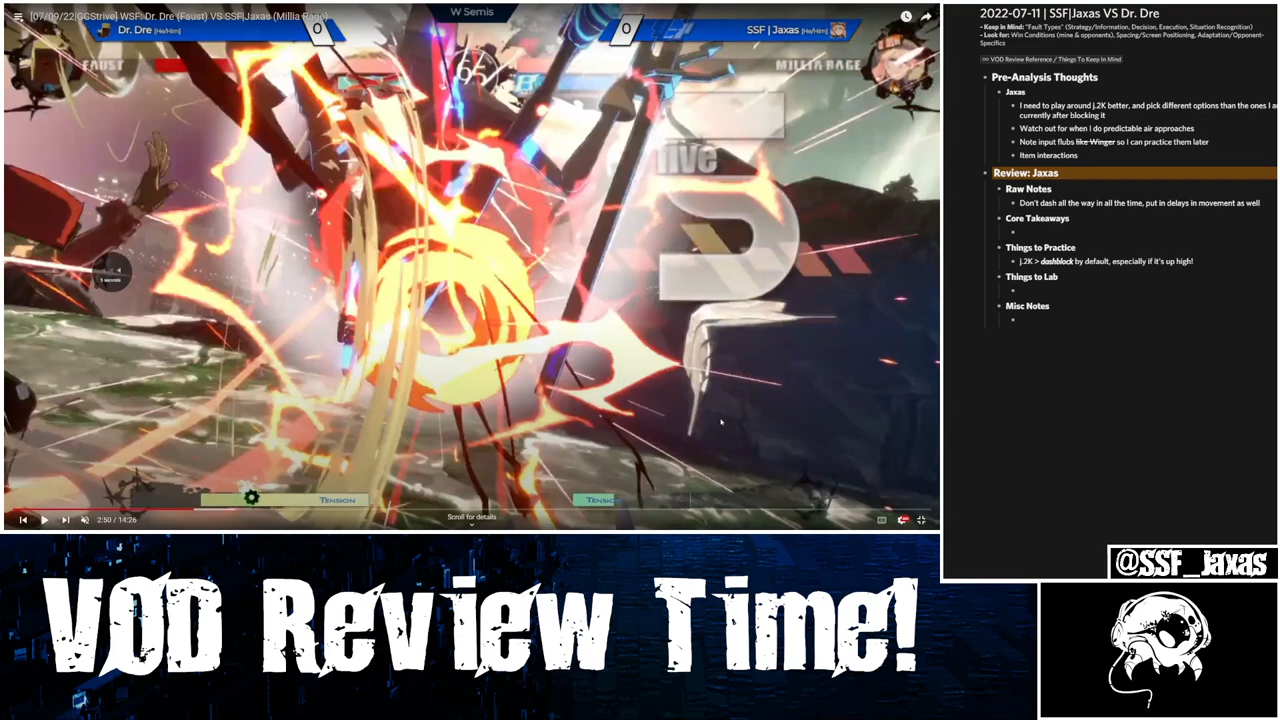 [07/09/22|GGStrive] WSF: Dr. Dre (Faust) VS SSF|Jaxas (Millia Rage)
W Semis
Dr. Dre [He/Him]
0
0
SSF | Jaxas [He/Him]
FAUST
65
MILLIA RAGE
live
5 seconds
TENSION
TENSION
2:50 / 14:26
Scroll for details
2022-07-11 | SSF|Jaxas VS Dr. Dre
- Keep in Mind: "Fault Types" (Strategy/Information, Decision, Execution, Situation Recognition)
- Look for: Win Conditions (mine & opponents), Spacing/Screen Positioning, Adaptation/Opponent-
Specifics
VOD Review Reference / Things To Keep In Mind
Pre-Analysis Thoughts
Jaxas
I need to play around j.2K better, and pick different options than the ones I a
currently after blocking it
Watch out for when I do predictable air approaches
Note input flubs like Winger so I can practice them later
Item interactions
Review: Jaxas
Raw Notes
Don't dash all the way in all the time, put in delays in movement as well
Core Takeaways
Things to Practice
j.2K > dashblock by default, especially if it's up high!
Things to Lab
Misc Notes
@SSF_Jaxas
VOD Review Time!